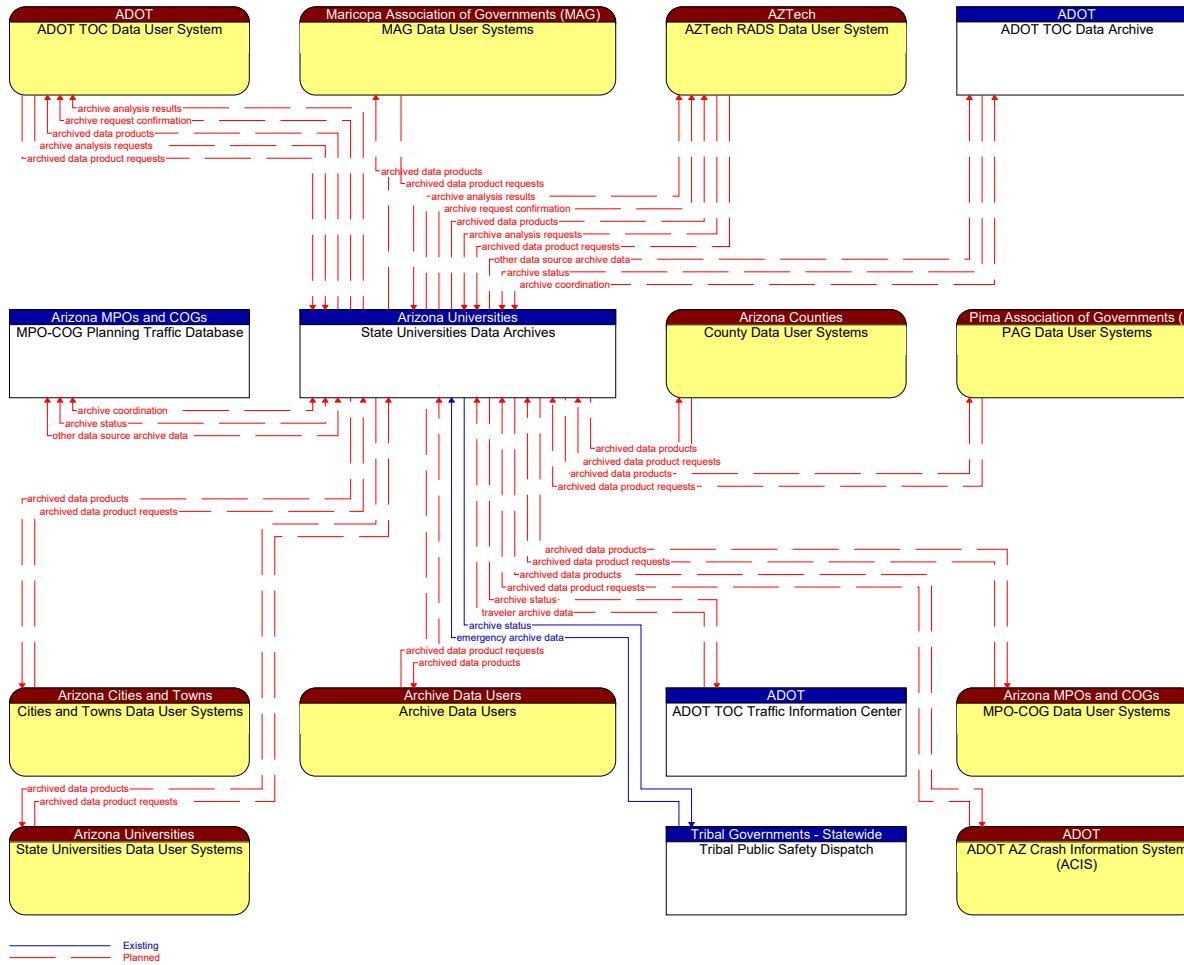 ADOT
ADOT TOC Data User System
Maricopa Association of Governments (MAG)
MAG Data User Systems
AZTech
AZTech RADS Data User System
ADOT
ADOT TOC Data Archive
archive analysis results
archive request confirmation
archived data products
archive analysis requests
archived data product requests
archived data products
archived data product requests
archive analysis results
archive request confirmation
archived data products
archive analysis requests
archived data product requests
other data source archive data
archive status
archive coordination
Arizona MPOs and COGs
MPO-COG Planning Traffic Database
Arizona Universities
State Universities Data Archives
Arizona Counties
County Data User Systems
Pima Association of Governments (
PAG Data User Systems
archive coordination
archive status
other data source archive data
archived data products
archived data product requests
archived data products
archived data product requests
archived data products
archived data product requests
archived data products
archived data product requests
archived data products
archived data product requests
archive status
traveler archive data
archive status
emergency archive data
archived data product requests
archived data products
Arizona Cities and Towns
Cities and Towns Data User Systems
Archive Data Users
Archive Data Users
ADOT
ADOT TOC Traffic Information Center
Arizona MPOs and COGs
MPO-COG Data User Systems
archived data products
archived data product requests
Arizona Universities
State Universities Data User Systems
Tribal Governments - Statewide
Tribal Public Safety Dispatch
ADOT
ADOT AZ Crash Information System
(ACIS)
Existing
Planned